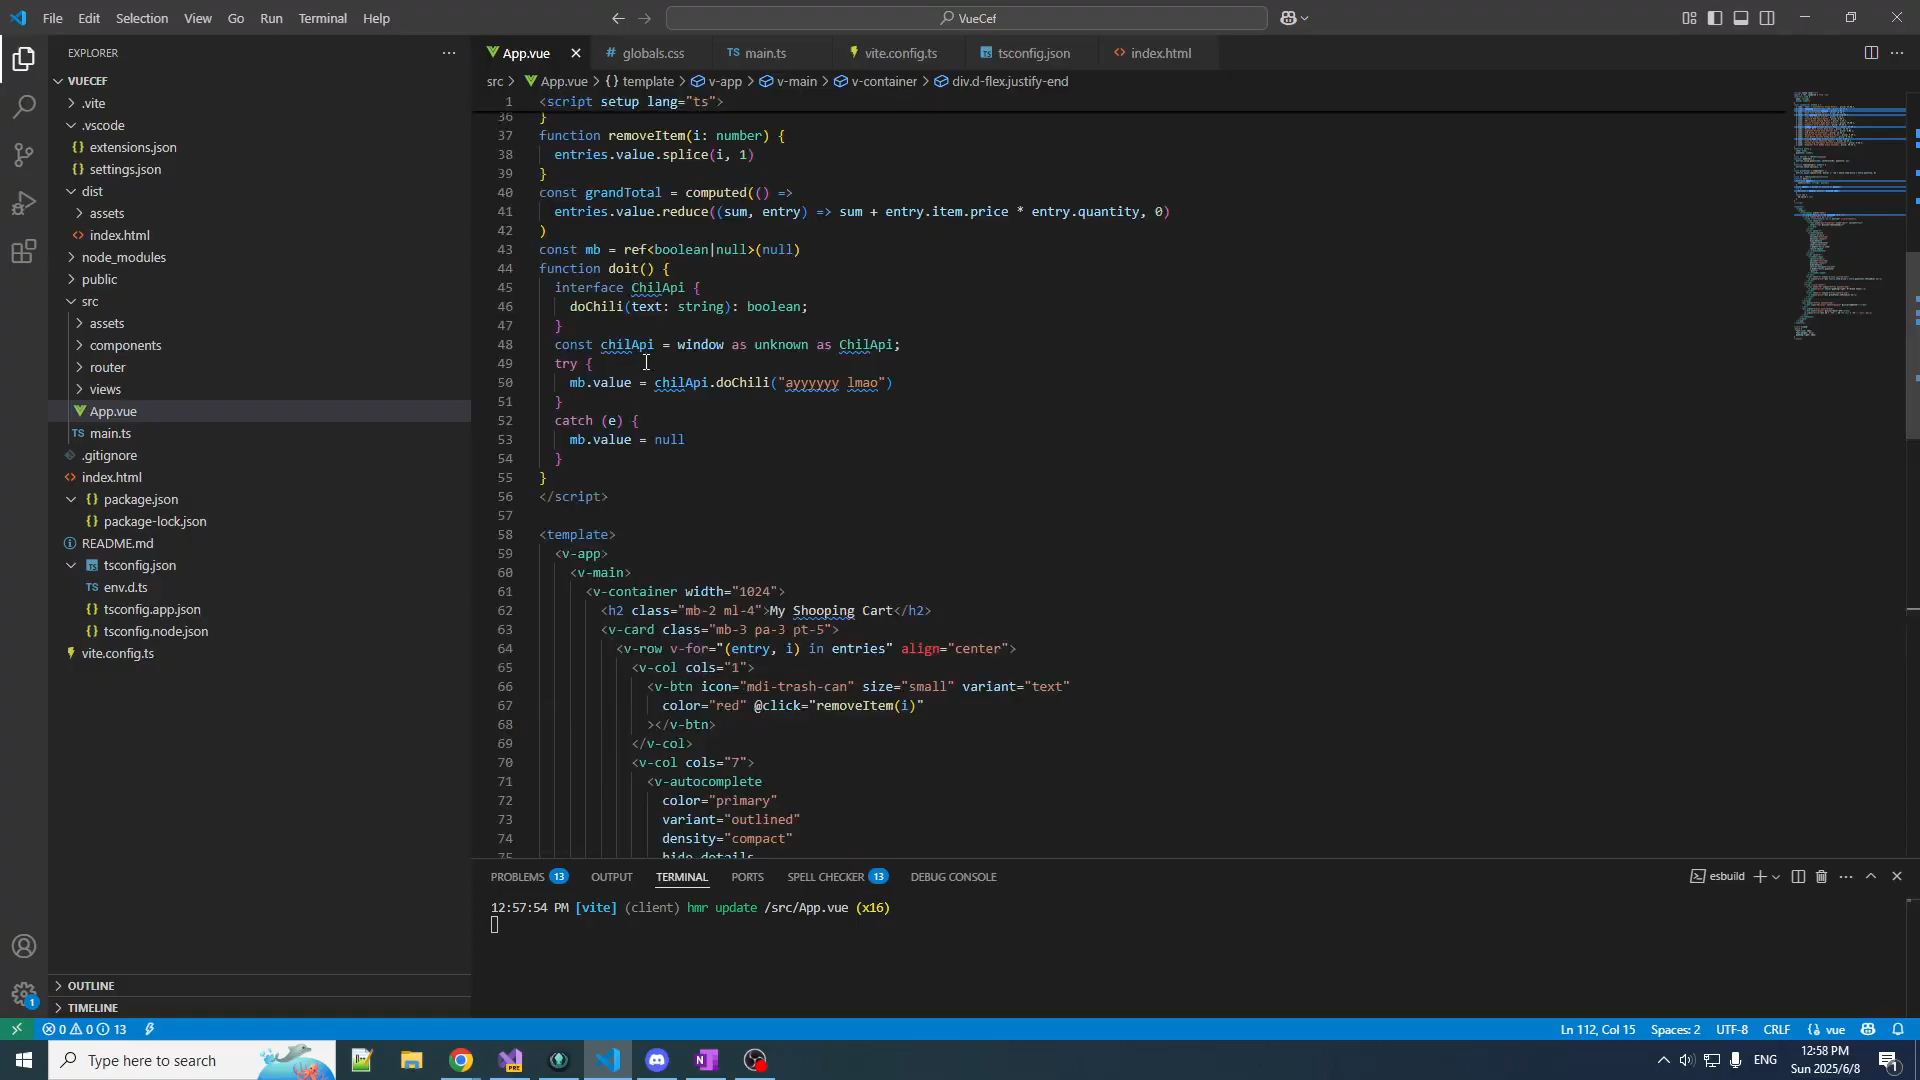 File Edit Selection View Go Run Terminal Help
VueCef
EXPLORER
VUECEF
.vite
.vscode
extensions.json
settings.json
dist
assets
index.html
node_modules
public
src
assets
components
router
views
App.vue
main.ts
.gitignore
index.html
package.json
package-lock.json
README.md
tsconfig.json
env.d.ts
tsconfig.app.json
tsconfig.node.json
vite.config.ts
OUTLINE
TIMELINE
App.vue globals.css main.ts vite.config.ts tsconfig.json index.html
src > App.vue > {} template > v-app > v-main > v-container > div.d-flex.justify-end
1 <script setup lang="ts">
36 }
37 function removeItem(i: number) {
38 entries.value.splice(i, 1)
39 }
40 const grandTotal = computed(() =>
41 entries.value.reduce((sum, entry) => sum + entry.item.price * entry.quantity, 0)
42 )
43 const mb = ref<boolean|null>(null)
44 function doit() {
45 interface ChilApi {
46 doChili(text: string): boolean;
47 }
48 const chilApi = window as unknown as ChilApi;
49 try {
50 mb.value = chilApi.doChili("ayyyyyy lmao")
51 }
52 catch (e) {
53 mb.value = null
54 }
55 }
56 </script>
57
58 <template>
59 <v-app>
60 <v-main>
61 <v-container width="1024">
62 <h2 class="mb-2 ml-4">My Shooping Cart</h2>
63 <v-card class="mb-3 pa-3 pt-5">
64 <v-row v-for="(entry, i) in entries" align="center">
65 <v-col cols="1">
66 <v-btn icon="mdi-trash-can" size="small" variant="text"
67 color="red" @click="removeItem(i)"
68 ></v-btn>
69 </v-col>
70 <v-col cols="7">
71 <v-autocomplete
72 color="primary"
73 variant="outlined"
74 density="compact"
75 hide-details
PROBLEMS 13 OUTPUT TERMINAL PORTS SPELL CHECKER 13 DEBUG CONSOLE
esbuild
12:57:54 PM [vite] (client) hmr update /src/App.vue (x16)
0 0 13
Ln 112, Col 15 Spaces: 2 UTF-8 CRLF {} vue
Type here to search
ENG
12:58 PM
Sun 2025/6/8